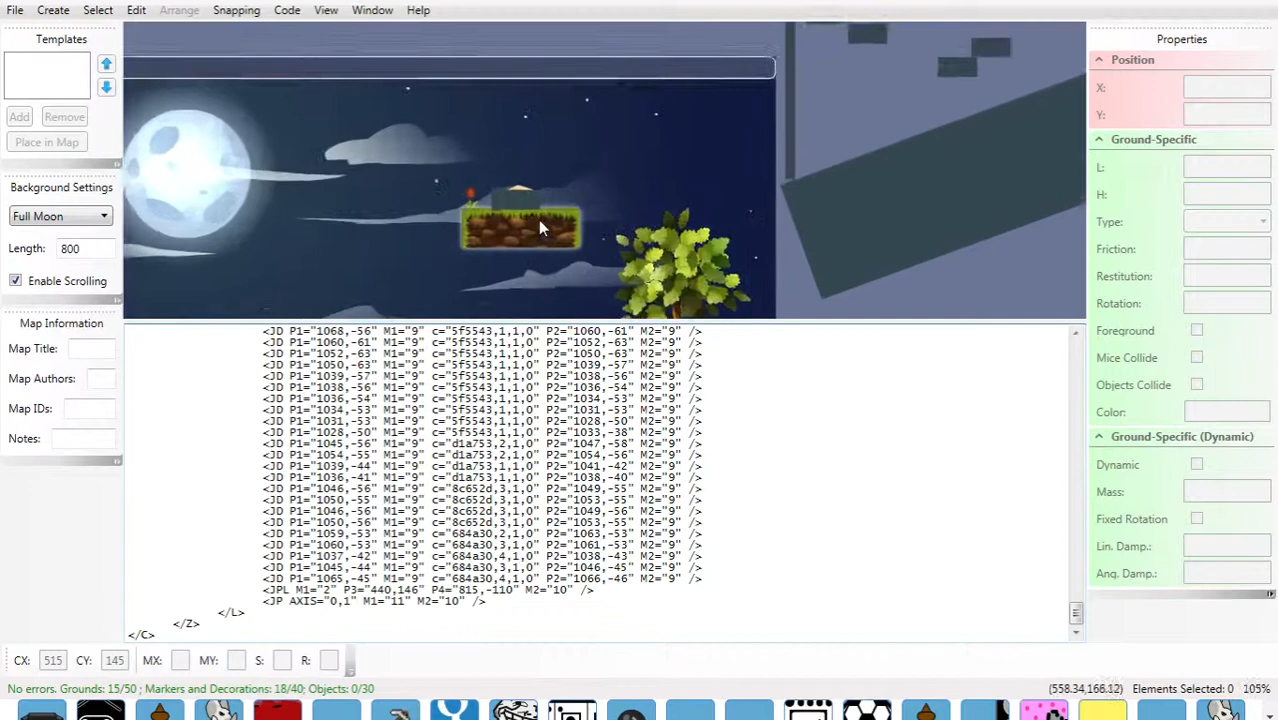 File Create Select Edit Arrange Snapping Code View Window Help
Templates
Add Remove
Place in Map
Background Settings
Full Moon
Length: 800
Enable Scrolling
Map Information
Map Title:
Map Authors:
Map IDs:
Notes:
<JD P1="1068,-56" M1="9" c="5f5543,1,1,0" P2="1060,-61" M2="9" />
<JD P1="1060,-61" M1="9" c="5f5543,1,1,0" P2="1052,-63" M2="9" />
<JD P1="1052,-63" M1="9" c="5f5543,1,1,0" P2="1050,-63" M2="9" />
<JD P1="1050,-63" M1="9" c="5f5543,1,1,0" P2="1039,-57" M2="9" />
<JD P1="1039,-57" M1="9" c="5f5543,1,1,0" P2="1038,-56" M2="9" />
<JD P1="1038,-56" M1="9" c="5f5543,1,1,0" P2="1036,-54" M2="9" />
<JD P1="1036,-54" M1="9" c="5f5543,1,1,0" P2="1034,-53" M2="9" />
<JD P1="1034,-53" M1="9" c="5f5543,1,1,0" P2="1031,-53" M2="9" />
<JD P1="1031,-53" M1="9" c="5f5543,1,1,0" P2="1028,-50" M2="9" />
<JD P1="1028,-50" M1="9" c="5f5543,1,1,0" P2="1033,-38" M2="9" />
<JD P1="1045,-56" M1="9" c="d1a753,2,1,0" P2="1047,-58" M2="9" />
<JD P1="1054,-55" M1="9" c="d1a753,2,1,0" P2="1054,-56" M2="9" />
<JD P1="1039,-44" M1="9" c="d1a753,1,1,0" P2="1041,-42" M2="9" />
<JD P1="1036,-41" M1="9" c="d1a753,1,1,0" P2="1038,-40" M2="9" />
<JD P1="1046,-56" M1="9" c="8c652d,3,1,0" P2="1049,-55" M2="9" />
<JD P1="1050,-55" M1="9" c="8c652d,3,1,0" P2="1053,-55" M2="9" />
<JD P1="1046,-56" M1="9" c="8c652d,3,1,0" P2="1049,-56" M2="9" />
<JD P1="1050,-56" M1="9" c="8c652d,3,1,0" P2="1053,-55" M2="9" />
<JD P1="1059,-53" M1="9" c="684a30,2,1,0" P2="1063,-53" M2="9" />
<JD P1="1060,-53" M1="9" c="684a30,3,1,0" P2="1061,-53" M2="9" />
<JD P1="1037,-42" M1="9" c="684a30,4,1,0" P2="1038,-43" M2="9" />
<JD P1="1045,-44" M1="9" c="684a30,3,1,0" P2="1046,-45" M2="9" />
<JD P1="1065,-45" M1="9" c="684a30,4,1,0" P2="1066,-46" M2="9" />
<JPL M1="2" P3="440,146" P4="815,-110" M2="10" />
<JP AXIS="0,1" M1="11" M2="10" />
</L>
</Z>
</C>
Properties
Position
X:
Y:
Ground-Specific
L:
H:
Type:
Friction:
Restitution:
Rotation:
Foreground
Mice Collide
Objects Collide
Color:
Ground-Specific (Dynamic)
Dynamic
Mass:
Fixed Rotation
Lin. Damp.:
Ang. Damp.:
CX: 515 CY: 145 MX: MY: S: R:
No errors. Grounds: 15/50 ; Markers and Decorations: 18/40; Objects: 0/30 (558.34,166.12) Elements Selected: 0 105%